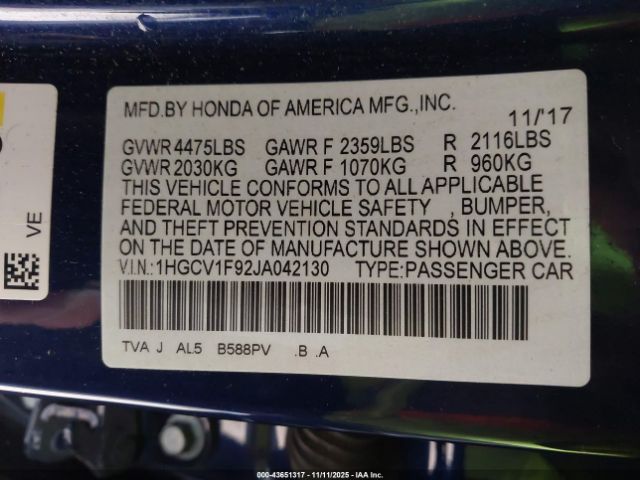 MFD.BY HONDA OF AMERICA MFG.,INC.
11/'17
GVWR 4475LBS GAWR F 2359LBS R 2116LBS
GVWR 2030KG GAWR F 1070KG R 960KG
THIS VEHICLE CONFORMS TO ALL APPLICABLE
FEDERAL MOTOR VEHICLE SAFETY , BUMPER,
AND THEFT PREVENTION STANDARDS IN EFFECT
ON THE DATE OF MANUFACTURE SHOWN ABOVE.
V.I.N.:1HGCV1F92JA042130 TYPE:PASSENGER CAR
TVA J AL5 B588PV .B .A
VE
000-43651317 - 11/11/2025 - IAA Inc.